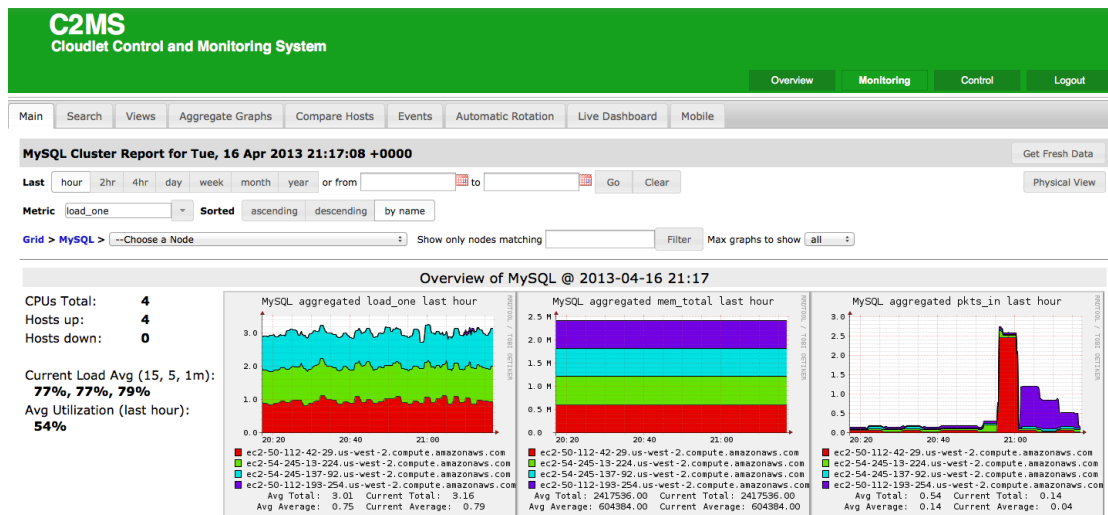 C2MS
Cloudlet Control and Monitoring System
Overview Monitoring Control Logout
Main Search Views Aggregate Graphs Compare Hosts Events Automatic Rotation Live Dashboard Mobile
MySQL Cluster Report for Tue, 16 Apr 2013 21:17:08 +0000 Get Fresh Data
Last hour 2hr 4hr day week month year or from to Go Clear Physical View
Metric load_one Sorted ascending descending by name
Grid > MySQL > --Choose a Node Show only nodes matching Filter Max graphs to show all
Overview of MySQL @ 2013-04-16 21:17
CPUs Total: 4
Hosts up: 4
Hosts down: 0
Current Load Avg (15, 5, 1m):
77%, 77%, 79%
Avg Utilization (last hour):
54%
MySQL aggregated load_one last hour
RRDTOOL / TOBI OETIKER
3.0
2.0
1.0
0.0
20:20 20:40 21:00
ec2-50-112-42-29.us-west-2.compute.amazonaws.com
ec2-54-245-13-224.us-west-2.compute.amazonaws.com
ec2-54-245-137-92.us-west-2.compute.amazonaws.com
ec2-50-112-193-254.us-west-2.compute.amazonaws.com
Avg Total: 3.01 Current Total: 3.16
Avg Average: 0.75 Current Average: 0.79
MySQL aggregated mem_total last hour
RRDTOOL / TOBI OETIKER
2.5 M
2.0 M
1.5 M
1.0 M
0.5 M
0.0
20:20 20:40 21:00
ec2-50-112-42-29.us-west-2.compute.amazonaws.com
ec2-54-245-13-224.us-west-2.compute.amazonaws.com
ec2-54-245-137-92.us-west-2.compute.amazonaws.com
ec2-50-112-193-254.us-west-2.compute.amazonaws.com
Avg Total: 2417536.00 Current Total: 2417536.00
Avg Average: 604384.00 Current Average: 604384.00
MySQL aggregated pkts_in last hour
RRDTOOL / TOBI OETIKER
3.0
2.5
2.0
1.5
1.0
0.5
0.0
20:20 20:40 21:00
ec2-50-112-42-29.us-west-2.compute.amazonaws.com
ec2-54-245-13-224.us-west-2.compute.amazonaws.com
ec2-54-245-137-92.us-west-2.compute.amazonaws.com
ec2-50-112-193-254.us-west-2.compute.amazonaws.com
Avg Total: 0.54 Current Total: 0.14
Avg Average: 0.14 Current Average: 0.04